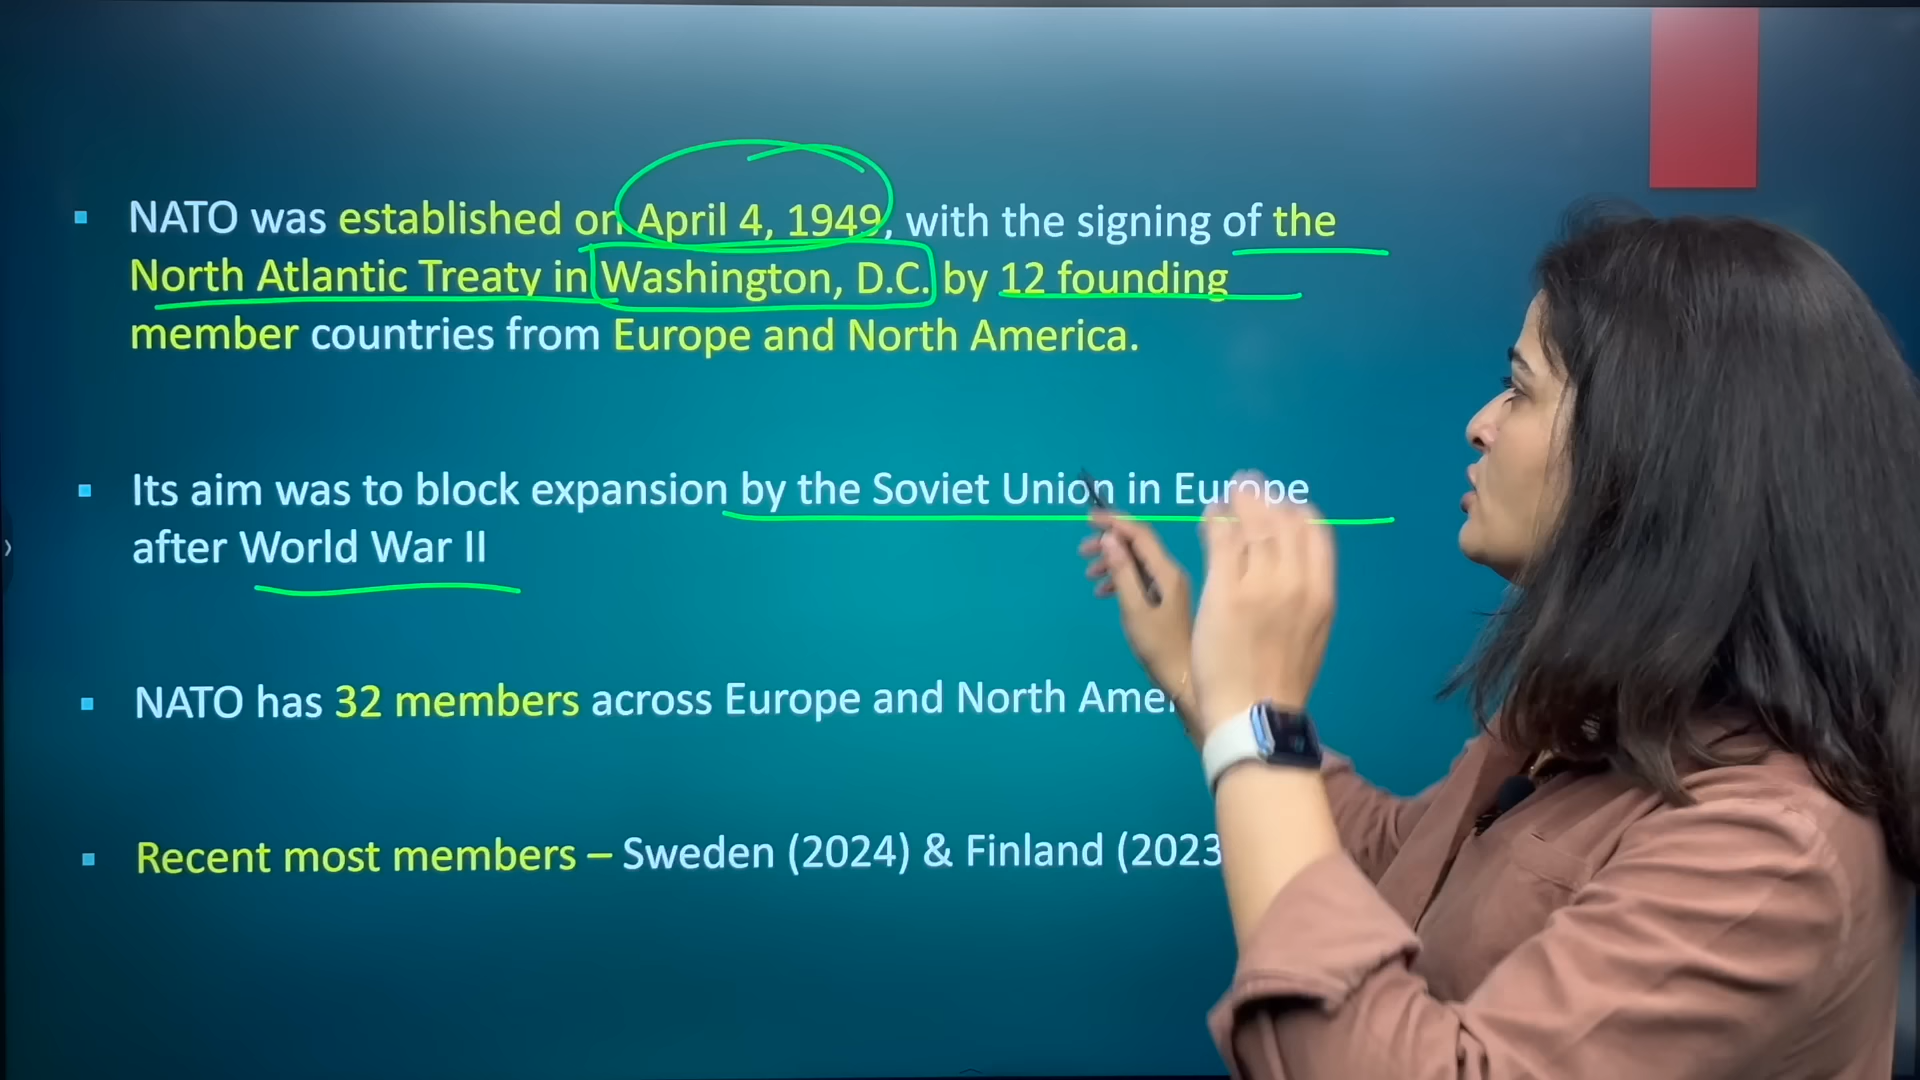 NATO was established on April 4, 1949, with the signing of the
North Atlantic Treaty in Washington, D.C. by 12 founding
member countries from Europe and North America.
Its aim was to block expansion by the Soviet Union in Europe
after World War II
NATO has 32 members across Europe and North Amer
Recent most members – Sweden (2024) & Finland (2023